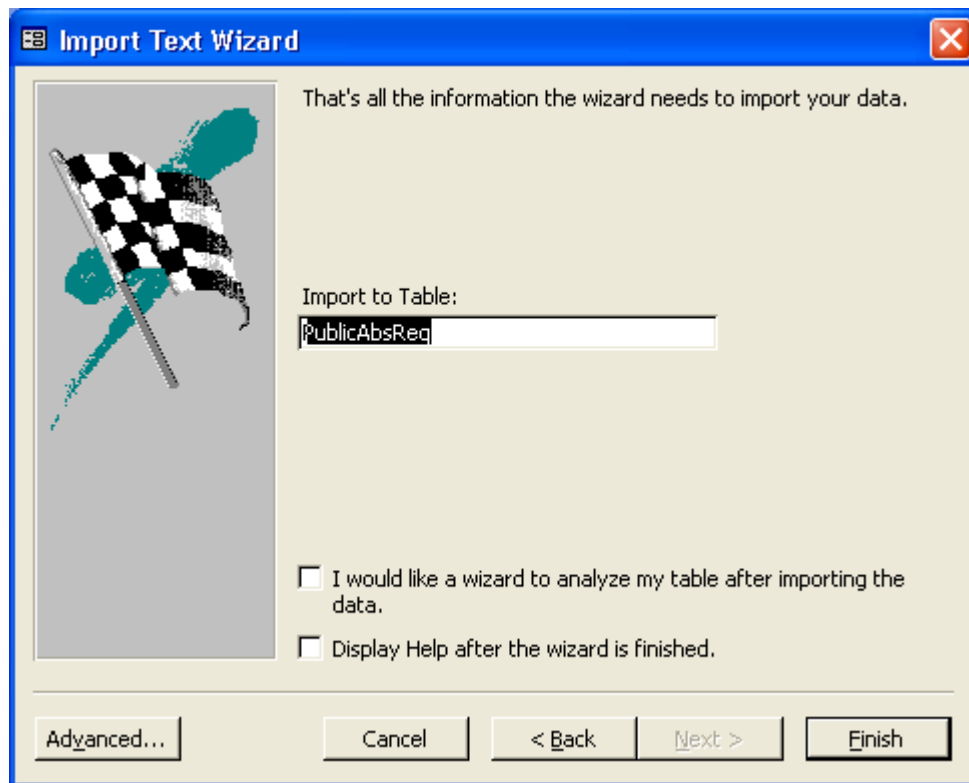 Import Text Wizard
That's all the information the wizard needs to import your data.
Import to Table:
PublicAbsReq
I would like a wizard to analyze my table after importing the
data.
Display Help after the wizard is finished.
Advanced... Cancel < Back Next > Finish